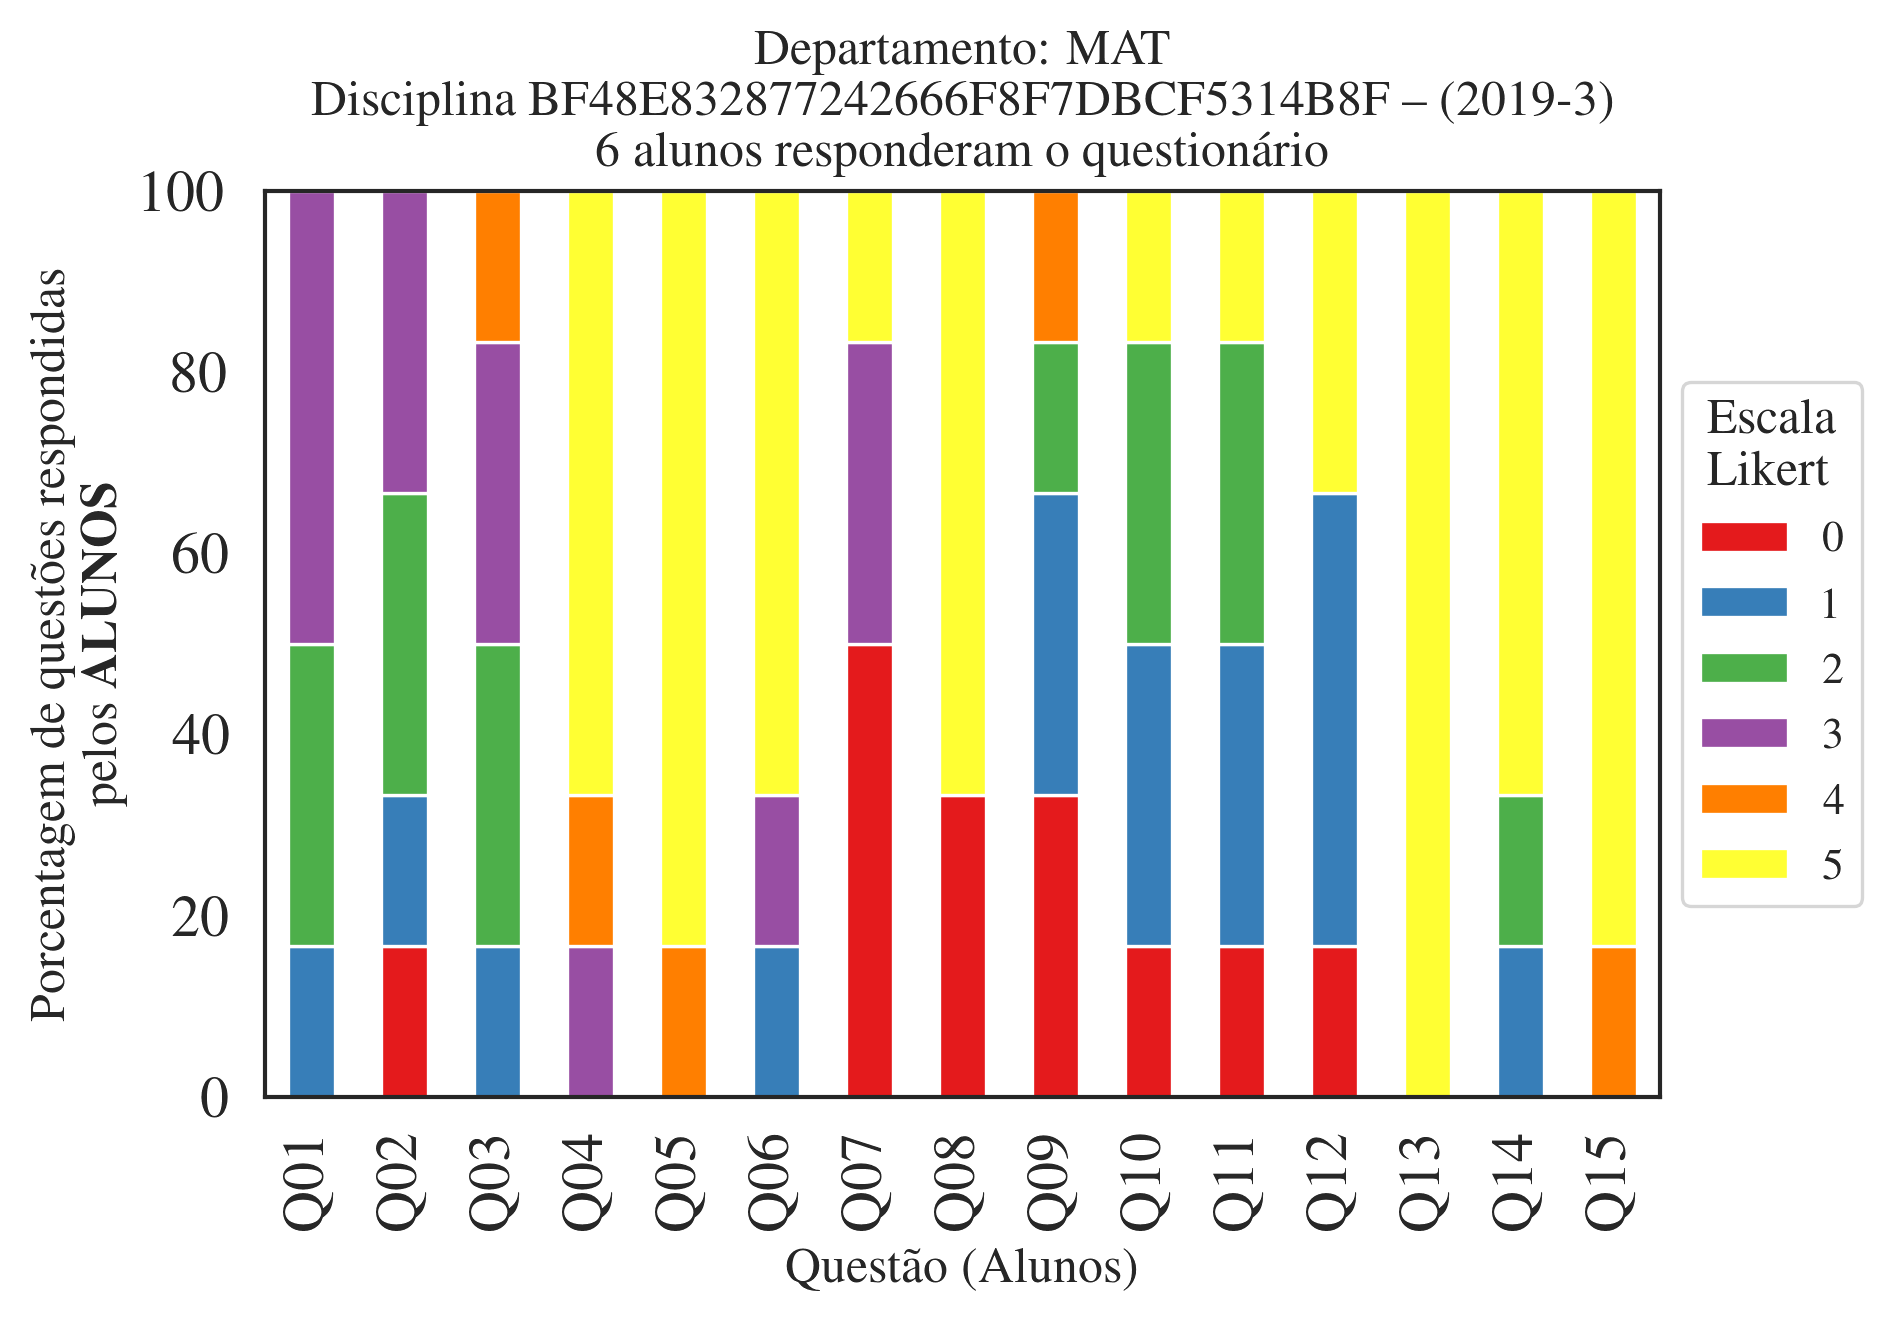 Departamento: MAT
Disciplina BF48E832877242666F8F7DBCF5314B8F – (2019-3)
6 alunos responderam o questionário
Porcentagem de questões respondidas
pelos ALUNOS
100
80
60
40
20
0
Q01
Q02
Q03
Q04
Q05
Q06
Q07
Q08
Q09
Q10
Q11
Q12
Q13
Q14
Q15
Questão (Alunos)
Escala
Likert
0
1
2
3
4
5